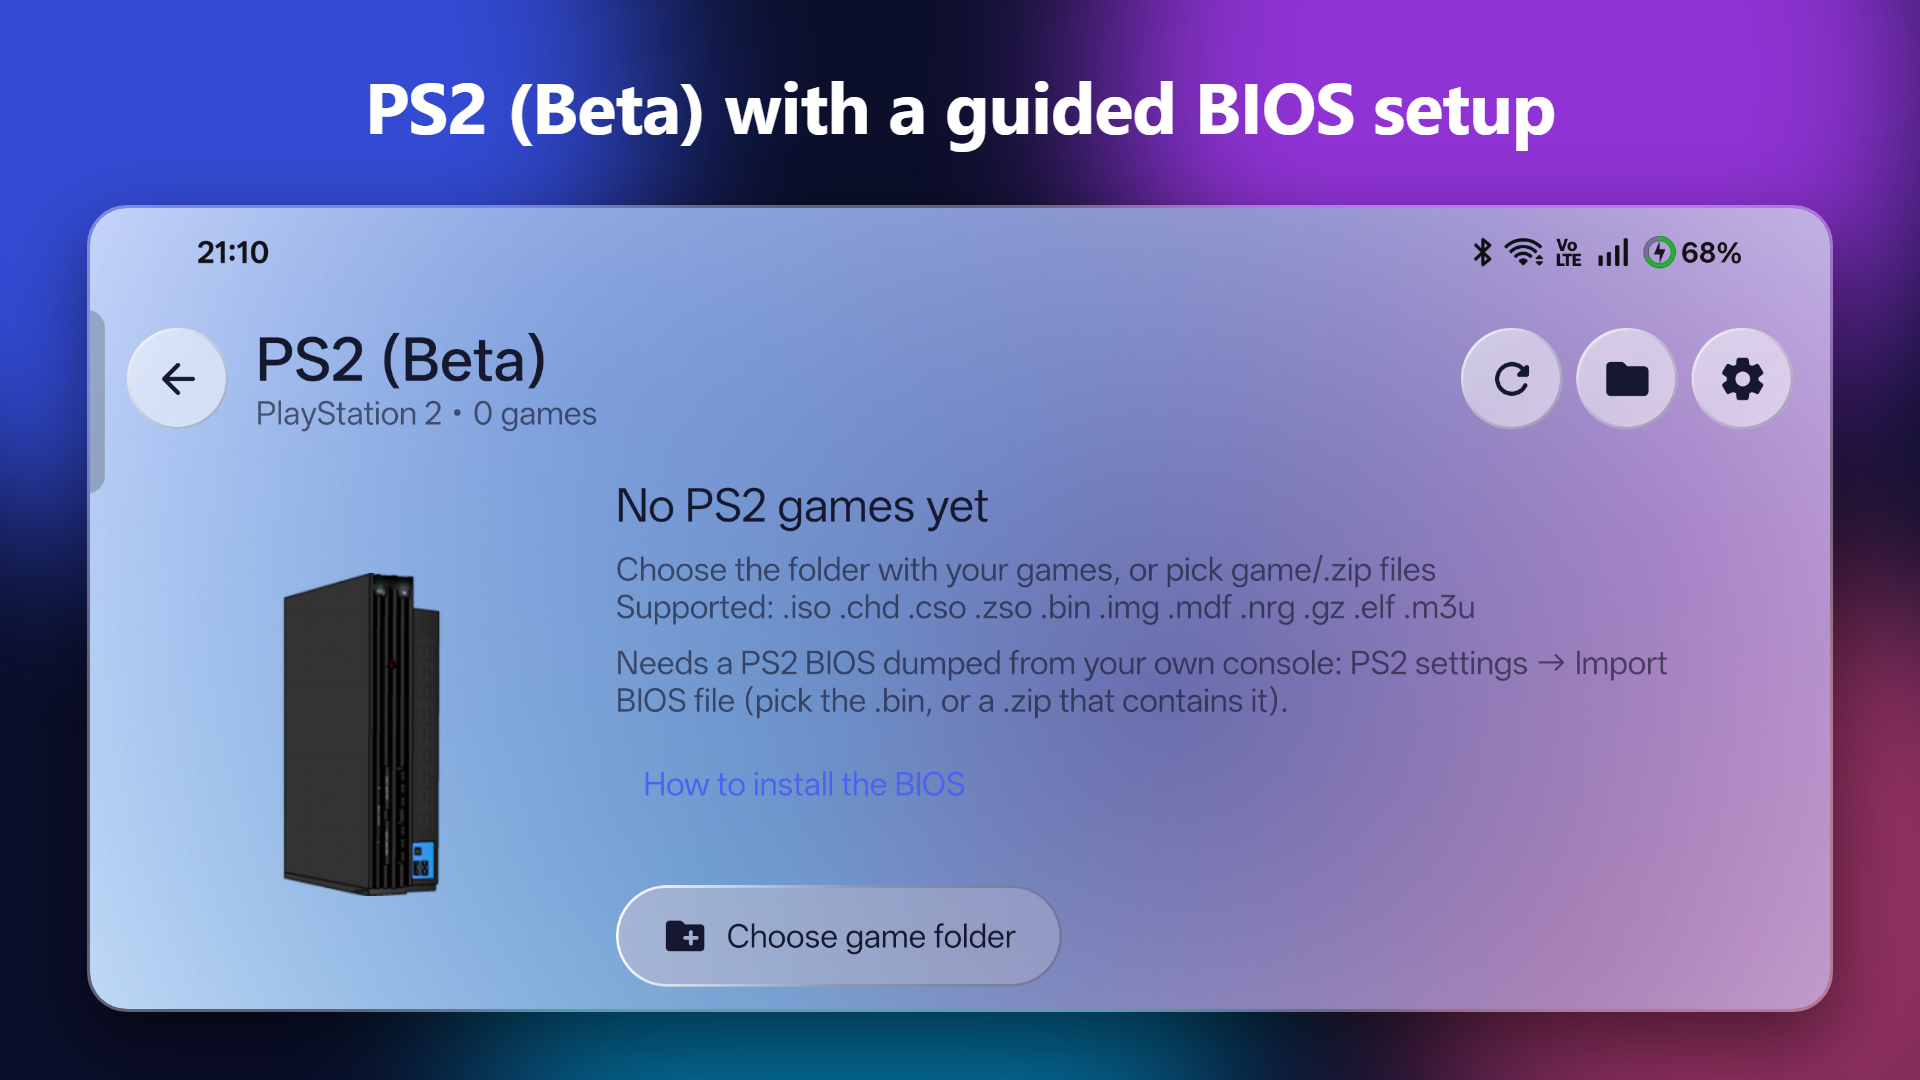 PS2 (Beta) with a guided BIOS setup
21:10
Vo
LTE
68%
PS2 (Beta)
PlayStation 2 • 0 games
No PS2 games yet
Choose the folder with your games, or pick game/.zip files
Supported: .iso .chd .cso .zso .bin .img .mdf .nrg .gz .elf .m3u
Needs a PS2 BIOS dumped from your own console: PS2 settings → Import
BIOS file (pick the .bin, or a .zip that contains it).
How to install the BIOS
Choose game folder